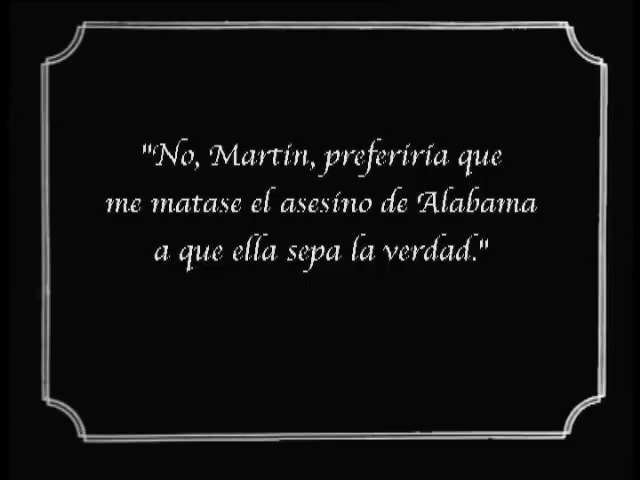 "No, Martin, preferiría que
me matase el asesino de Alabama
a que ella sepa la verdad."